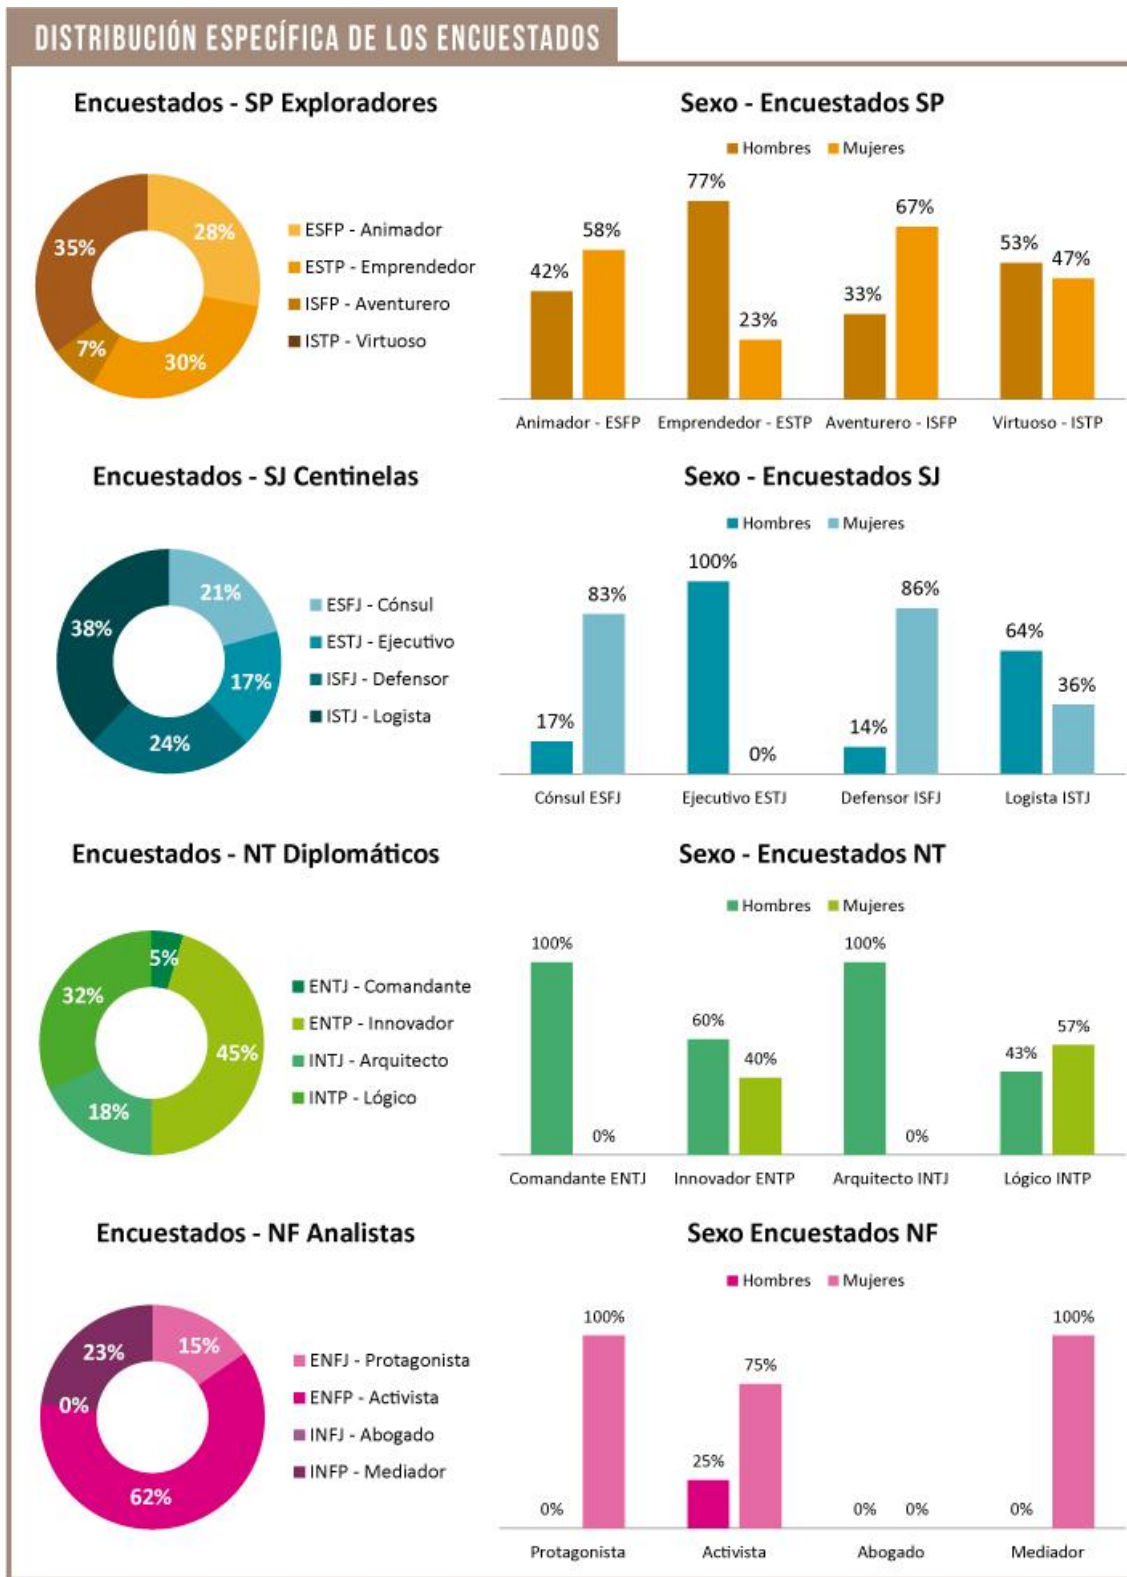 DISTRIBUCIÓN ESPECÍFICA DE LOS ENCUESTADOS
Encuestados - SP Exploradores
28%
35%
7%
30%
ESFP - Animador
ESTP - Emprendedor
ISFP - Aventurero
ISTP - Virtuoso
Sexo - Encuestados SP
Hombres Mujeres
77%
67%
58%
53%
47%
42%
33%
23%
Animador - ESFP Emprendedor - ESTP Aventurero - ISFP Virtuoso - ISTP
Encuestados - SJ Centinelas
21%
38%
17%
24%
ESFJ - Cónsul
ESTJ - Ejecutivo
ISFJ - Defensor
ISTJ - Logista
Sexo - Encuestados SJ
Hombres Mujeres
100%
83%
86%
64%
36%
17%
14%
0%
Cónsul ESFJ Ejecutivo ESTJ Defensor ISFJ Logista ISTJ
Encuestados - NT Diplomáticos
5%
32%
45%
18%
ENTJ - Comandante
ENTP - Innovador
INTJ - Arquitecto
INTP - Lógico
Sexo - Encuestados NT
Hombres Mujeres
100% 100%
60%
57%
40%
43%
0% 0%
Comandante ENTJ Innovador ENTP Arquitecto INTJ Lógico INTP
Encuestados - NF Analistas
15%
23%
0%
62%
ENFJ - Protagonista
ENFP - Activista
INFJ - Abogado
INFP - Mediador
Sexo Encuestados NF
Hombres Mujeres
100% 100%
75%
25%
0% 0% 0% 0%
Protagonista Activista Abogado Mediador